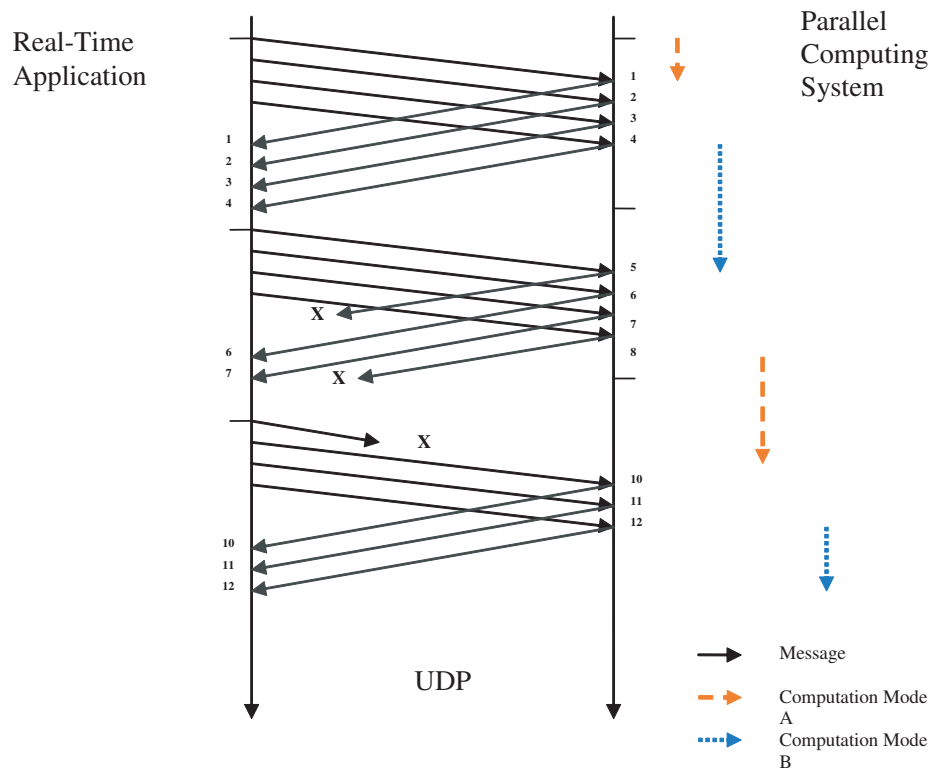 Real-Time
Application
Parallel
Computing
System
1
2
3
4
1
2
3
4
5
6
7
8
X
6
7
X
X
10
11
12
10
11
12
UDP
Message
Computation Mode
A
Computation Mode
B